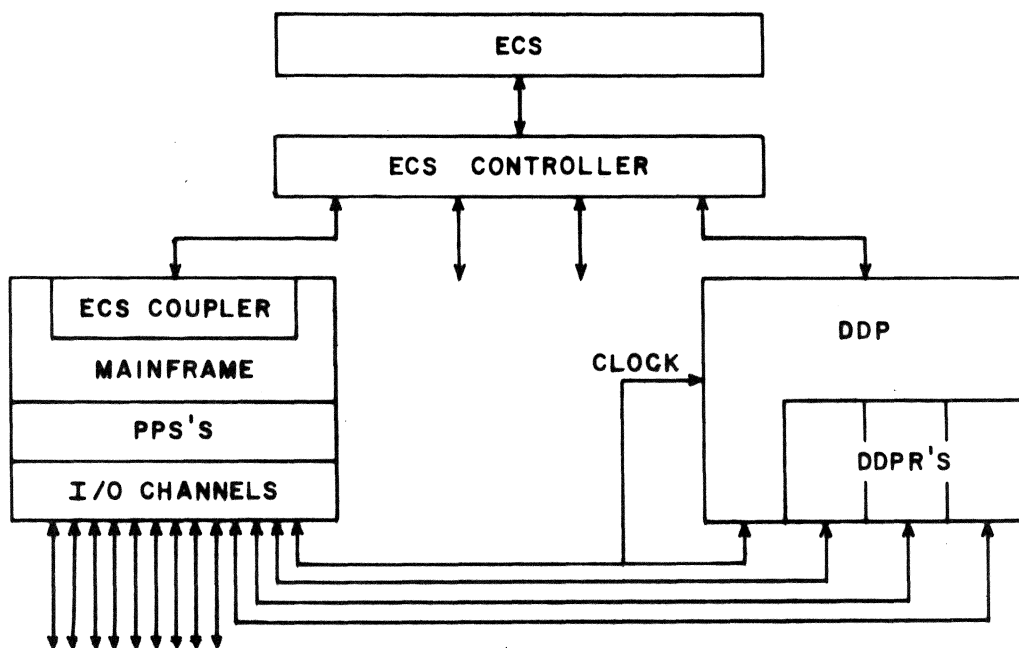 ECS
ECS CONTROLLER
ECS COUPLER
MAINFRAME
PPS'S
I/O CHANNELS
CLOCK
DDP
DDPR'S